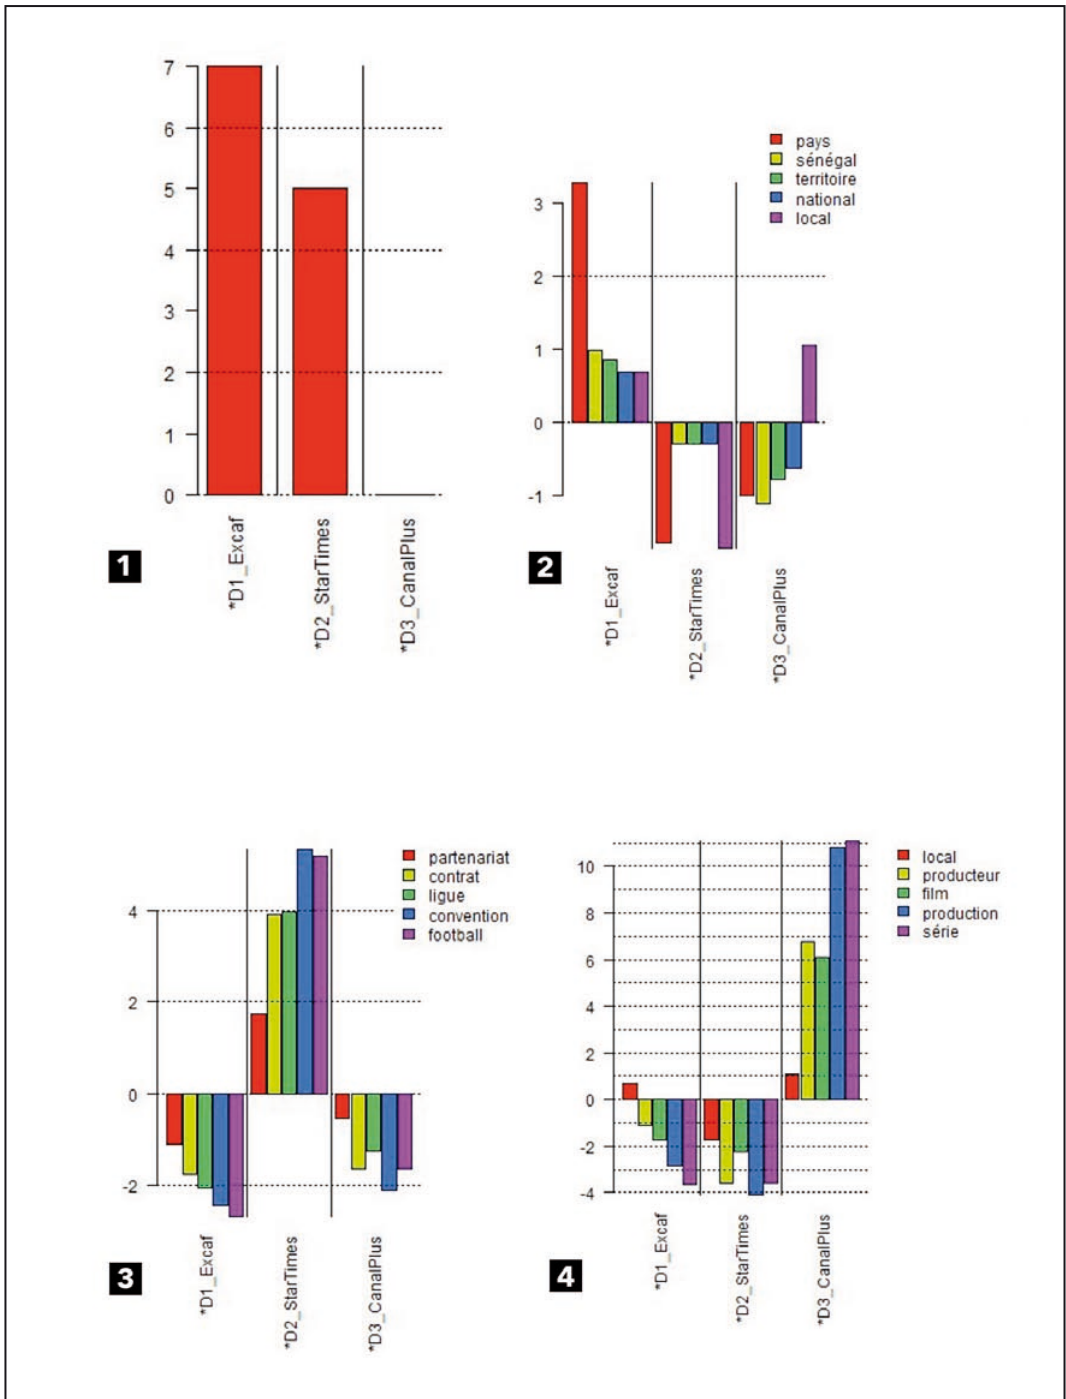 7
6
5
4
3
2
1
0
*D1_Excaf
*D2_StarTimes
*D3_CanalPlus
1
pays
sénégal
territoire
national
local
3
2
1
0
-1
*D1_Excaf
*D2_StarTimes
*D3_CanalPlus
2
partenariat
contrat
ligue
convention
football
4
2
0
-2
*D1_Excaf
*D2_StarTimes
*D3_CanalPlus
3
local
producteur
film
production
série
10
8
6
4
2
0
-2
-4
*D1_Excaf
*D2_StarTimes
*D3_CanalPlus
4